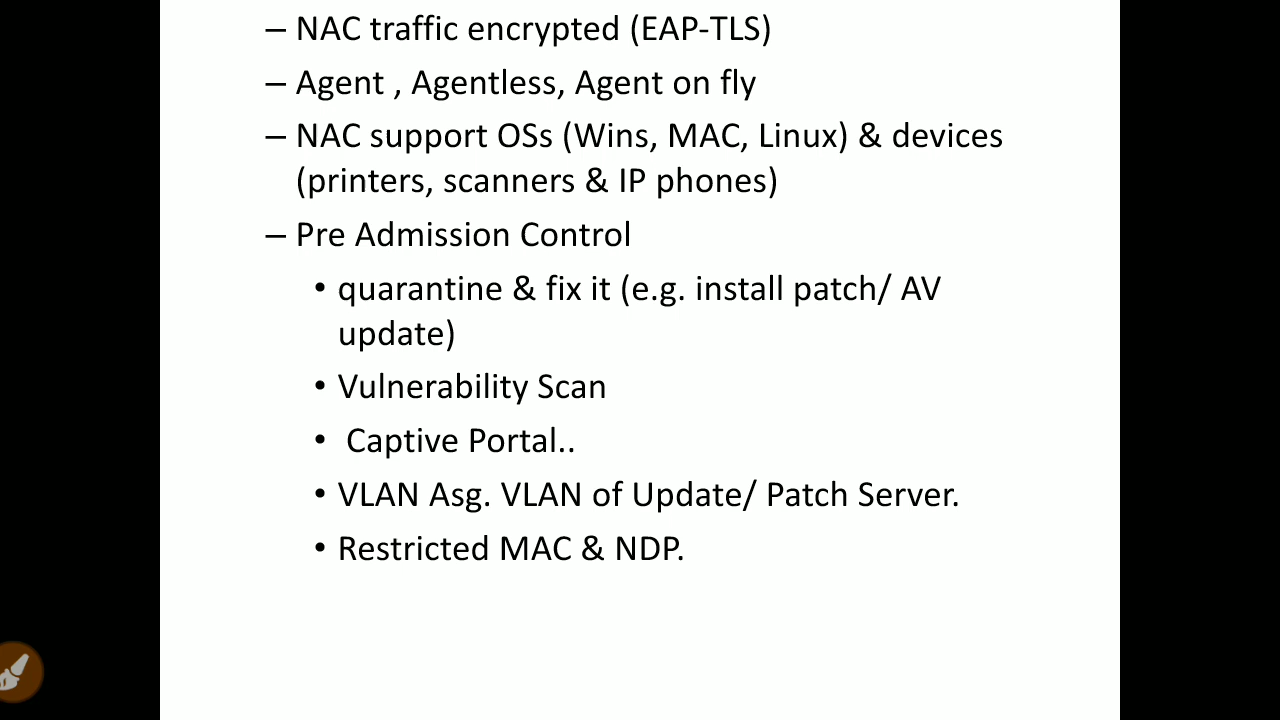 – NAC traffic encrypted (EAP-TLS)
– Agent , Agentless, Agent on fly
– NAC support OSs (Wins, MAC, Linux) & devices
(printers, scanners & IP phones)
– Pre Admission Control
• quarantine & fix it (e.g. install patch/ AV
update)
• Vulnerability Scan
• Captive Portal..
• VLAN Asg. VLAN of Update/ Patch Server.
• Restricted MAC & NDP.